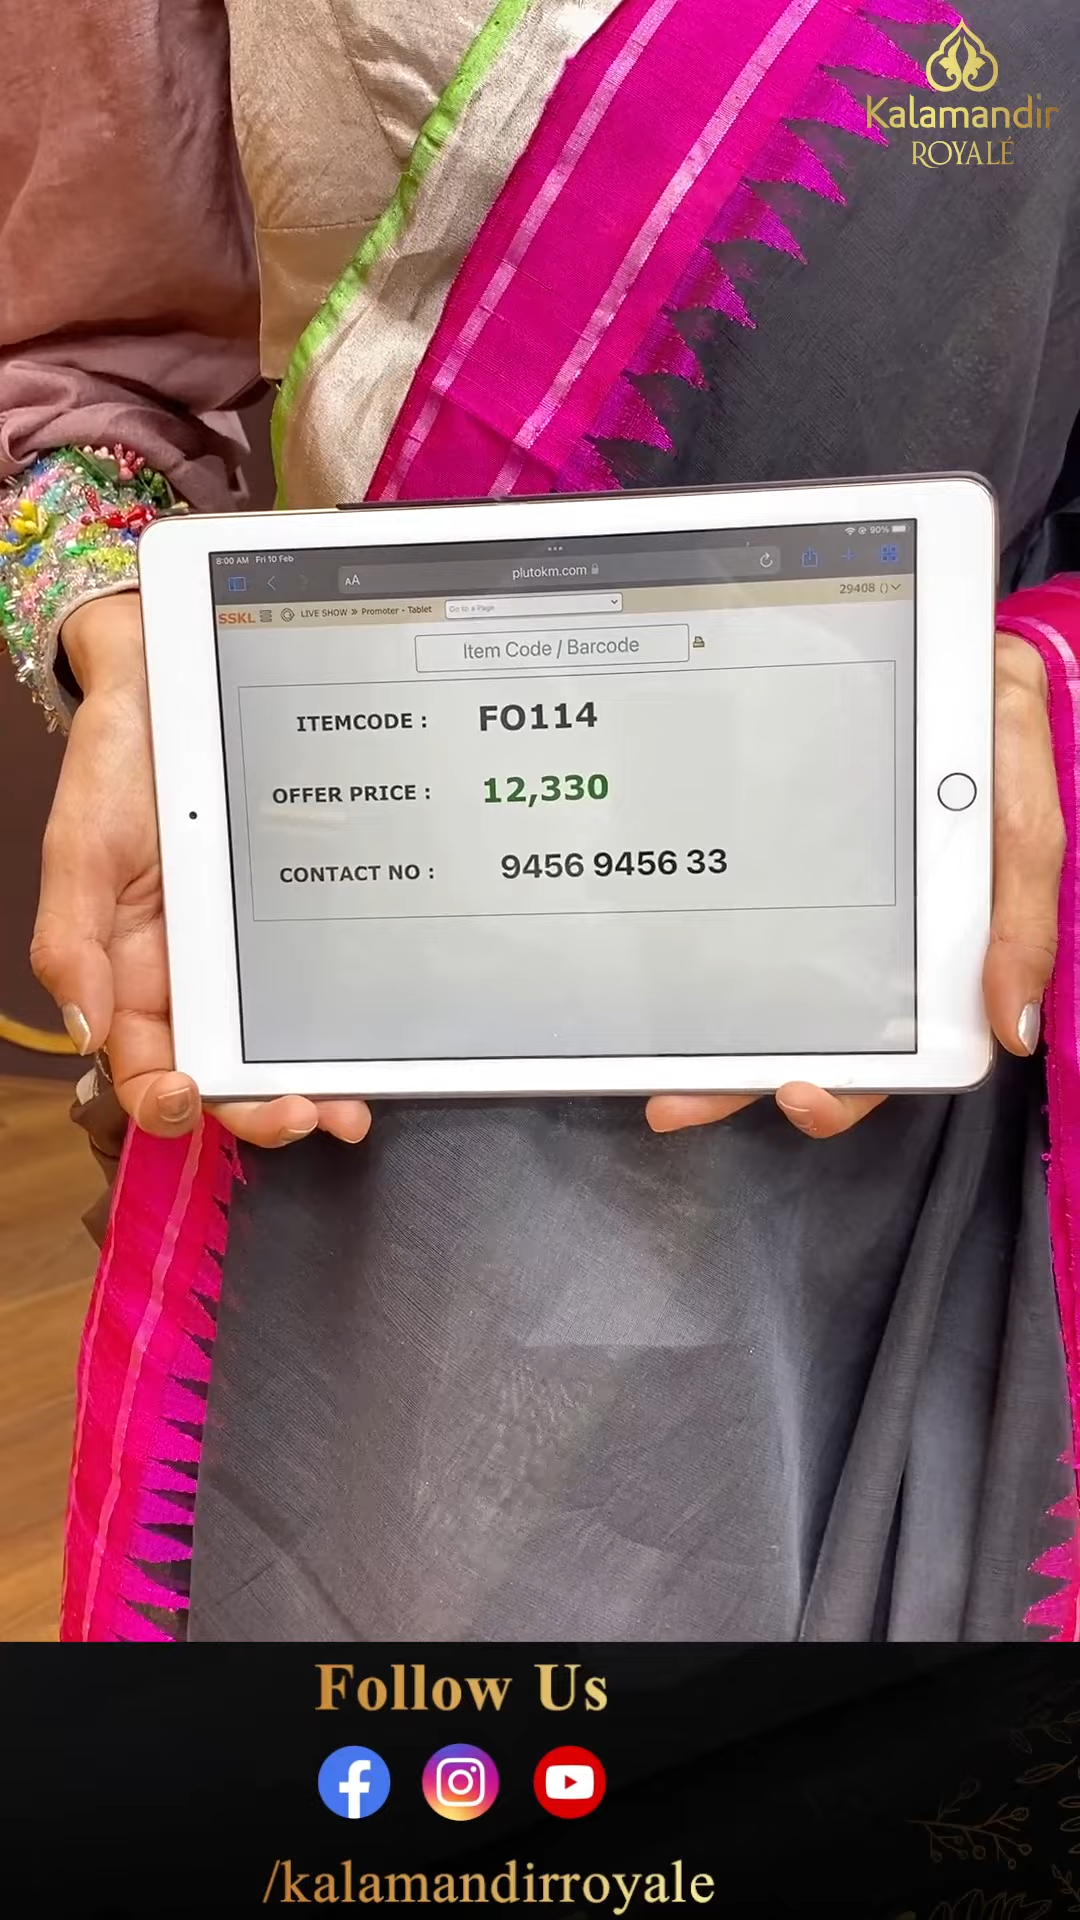 Kalamandir
ROYALÉ
8:00 AM Fri 10 Feb
90%
AA
plutokm.com
SSKL
LIVE SHOW » Promoter - Tablet
Go to a Page
29408 ()
Item Code / Barcode
ITEMCODE : FO114
OFFER PRICE : 12,330
CONTACT NO : 9456 9456 33
Follow Us
/kalamandirroyale